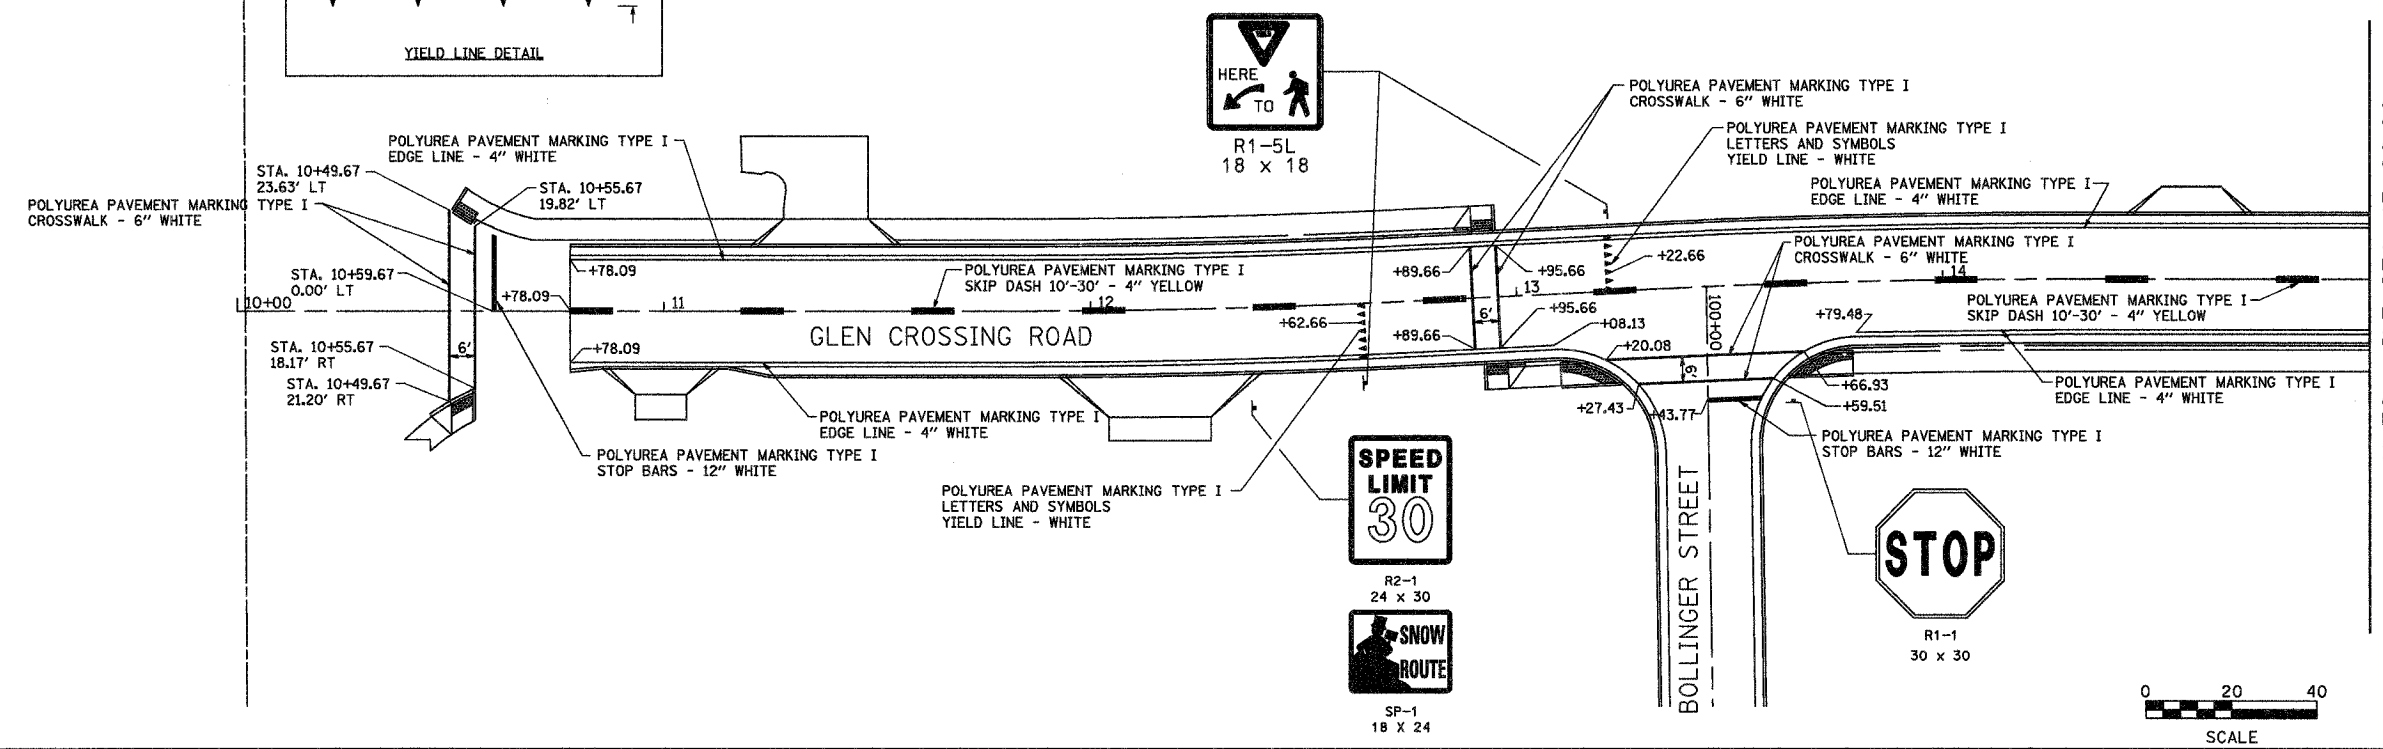 YIELD LINE DETAIL
YIELD
HERE
TO
R1-5L
18 x 18
POLYUREA PAVEMENT MARKING TYPE I
CROSSWALK - 6" WHITE
POLYUREA PAVEMENT MARKING TYPE I
LETTERS AND SYMBOLS
YIELD LINE - WHITE
POLYUREA PAVEMENT MARKING TYPE I
EDGE LINE - 4" WHITE
POLYUREA PAVEMENT MARKING TYPE I
EDGE LINE - 4" WHITE
STA. 10+49.67
23.63' LT
STA. 10+55.67
19.82' LT
POLYUREA PAVEMENT MARKING TYPE I
CROSSWALK - 6" WHITE
POLYUREA PAVEMENT MARKING TYPE I
CROSSWALK - 6" WHITE
STA. 10+59.67
0.00' LT
10+00
+78.09
+78.09
+78.09
11
12
13
14
POLYUREA PAVEMENT MARKING TYPE I
SKIP DASH 10'-30' - 4" YELLOW
+89.66
+95.66
+22.66
POLYUREA PAVEMENT MARKING TYPE I
SKIP DASH 10'-30' - 4" YELLOW
GLEN CROSSING ROAD
+62.66
+89.66
6'
+95.66
+08.13
+20.08
100+00
+79.48
STA. 10+55.67
18.17' RT
6'
STA. 10+49.67
21.20' RT
6'
+66.93
+59.51
+27.43
+43.77
POLYUREA PAVEMENT MARKING TYPE I
EDGE LINE - 4" WHITE
POLYUREA PAVEMENT MARKING TYPE I
EDGE LINE - 4" WHITE
POLYUREA PAVEMENT MARKING TYPE I
STOP BARS - 12" WHITE
POLYUREA PAVEMENT MARKING TYPE I
STOP BARS - 12" WHITE
POLYUREA PAVEMENT MARKING TYPE I
LETTERS AND SYMBOLS
YIELD LINE - WHITE
SPEED
LIMIT
30
R2-1
24 x 30
SNOW
ROUTE
SP-1
18 X 24
BOLLINGER STREET
STOP
R1-1
30 x 30
0 20 40
SCALE